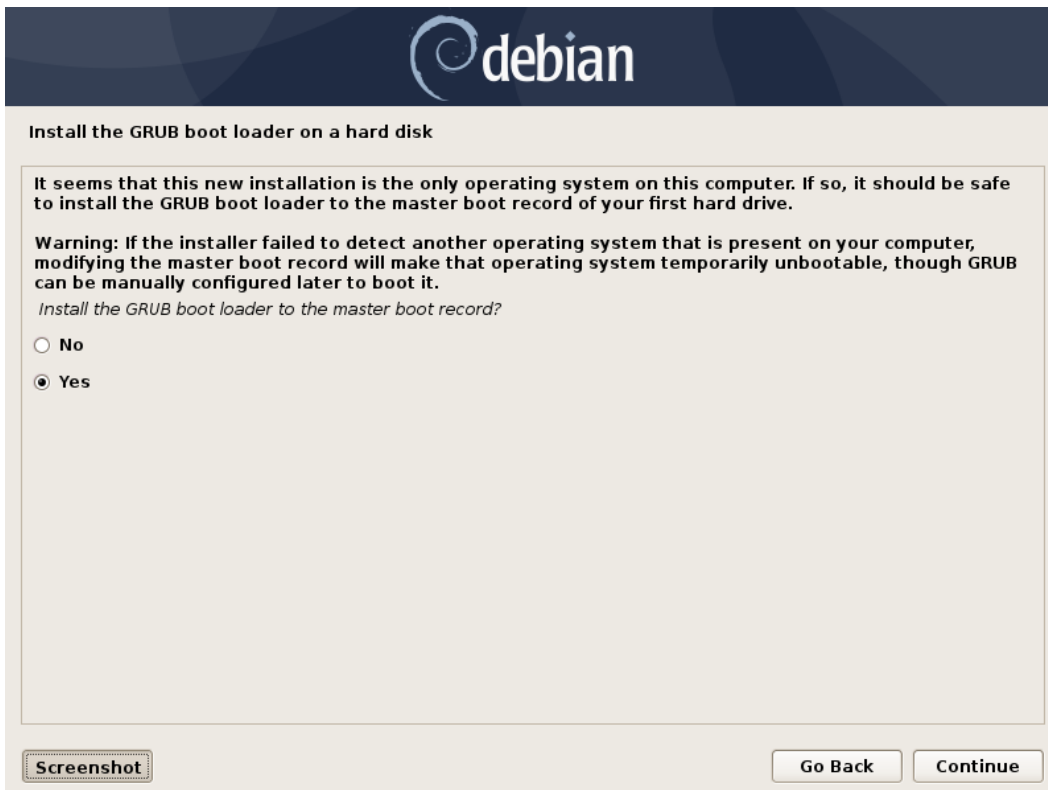 debian
Install the GRUB boot loader on a hard disk
It seems that this new installation is the only operating system on this computer. If so, it should be safe
to install the GRUB boot loader to the master boot record of your first hard drive.
Warning: If the installer failed to detect another operating system that is present on your computer,
modifying the master boot record will make that operating system temporarily unbootable, though GRUB
can be manually configured later to boot it.
Install the GRUB boot loader to the master boot record?
No
Yes
Screenshot
Go Back
Continue